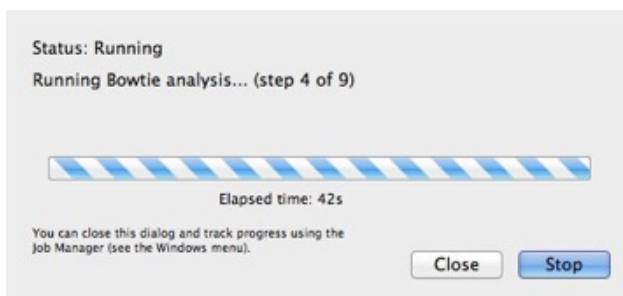 Status: Running
Running Bowtie analysis... (step 4 of 9)
Elapsed time: 42s
You can close this dialog and track progress using the
Job Manager (see the Windows menu).
Close Stop